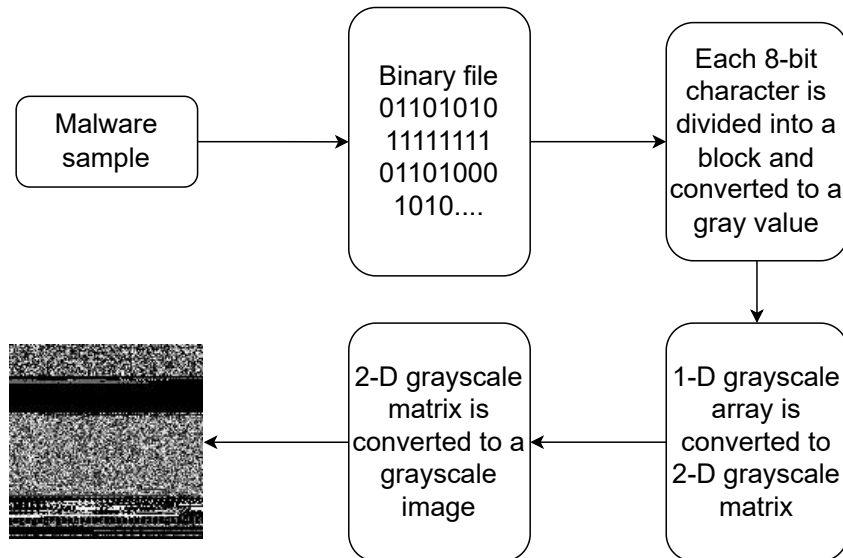 Malware
sample
Binary file
01101010
11111111
01101000
1010....
Each 8-bit
character is
divided into a
block and
converted to a
gray value
1-D grayscale
array is
converted to
2-D grayscale
matrix
2-D grayscale
matrix is
converted to a
grayscale
image